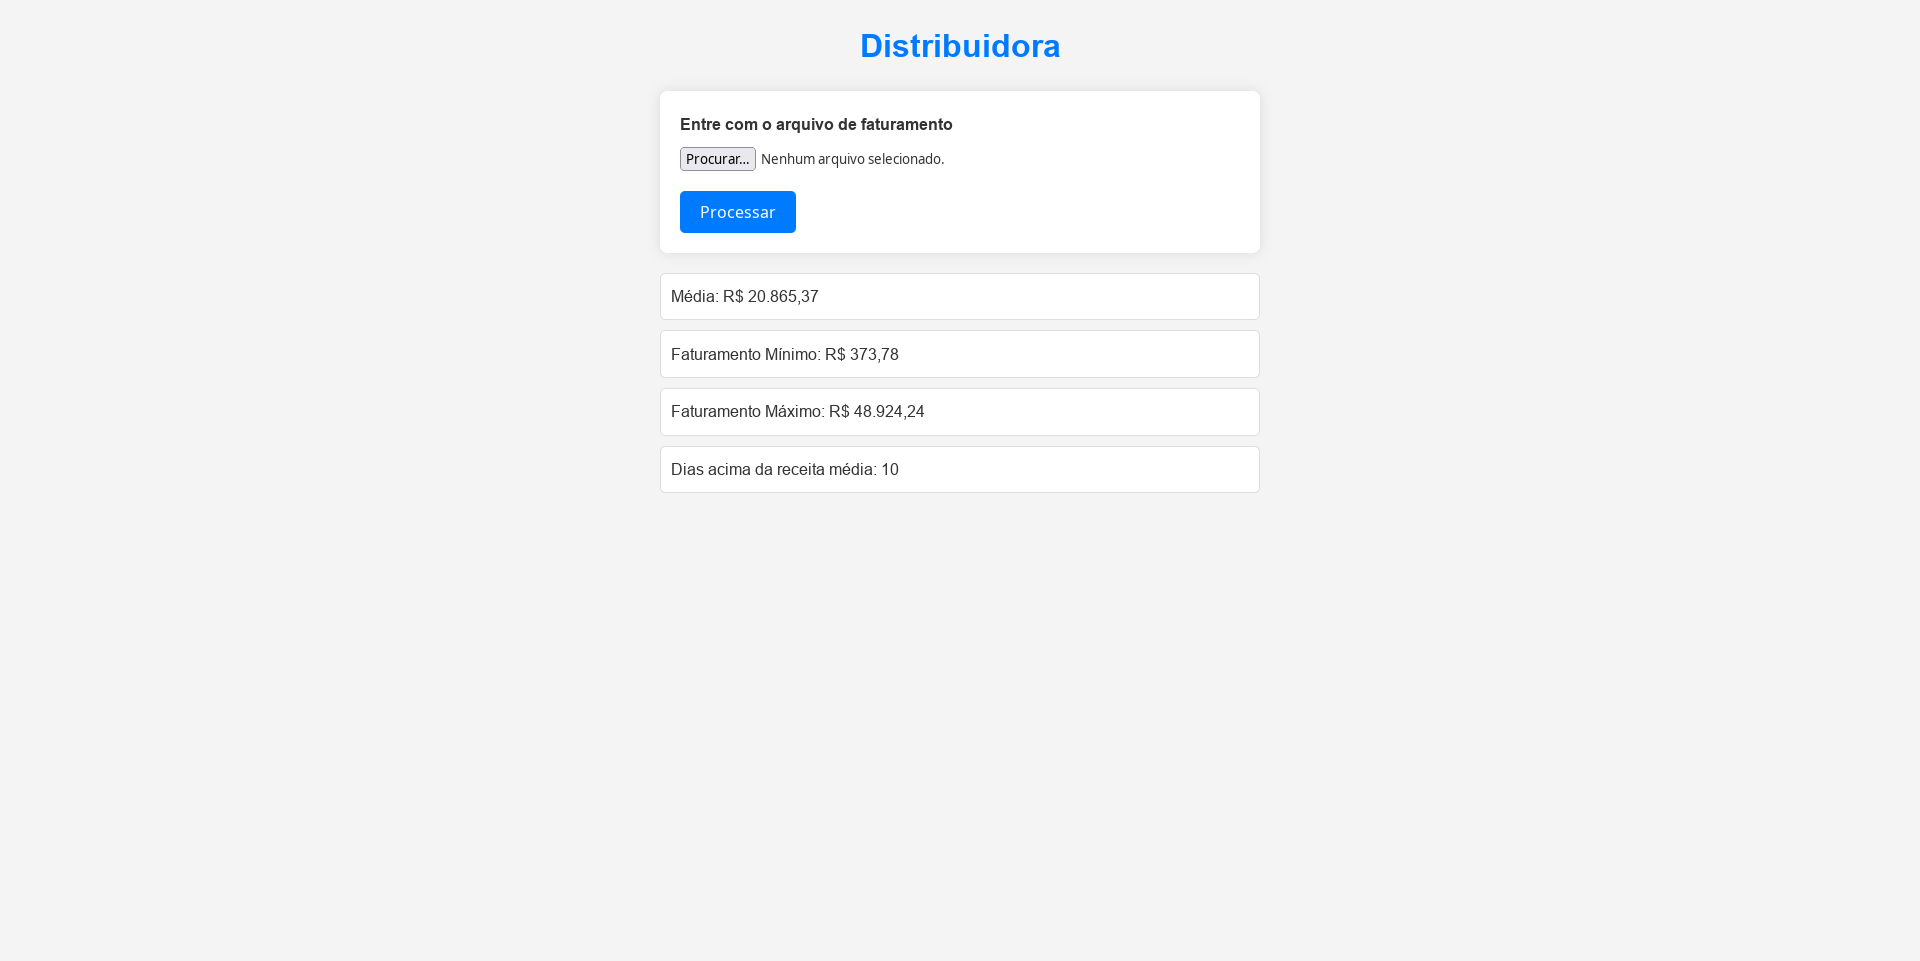 Distribuidora
Entre com o arquivo de faturamento
Procurar... Nenhum arquivo selecionado.
Processar
Média: R$ 20.865,37
Faturamento Mínimo: R$ 373,78
Faturamento Máximo: R$ 48.924,24
Dias acima da receita média: 10